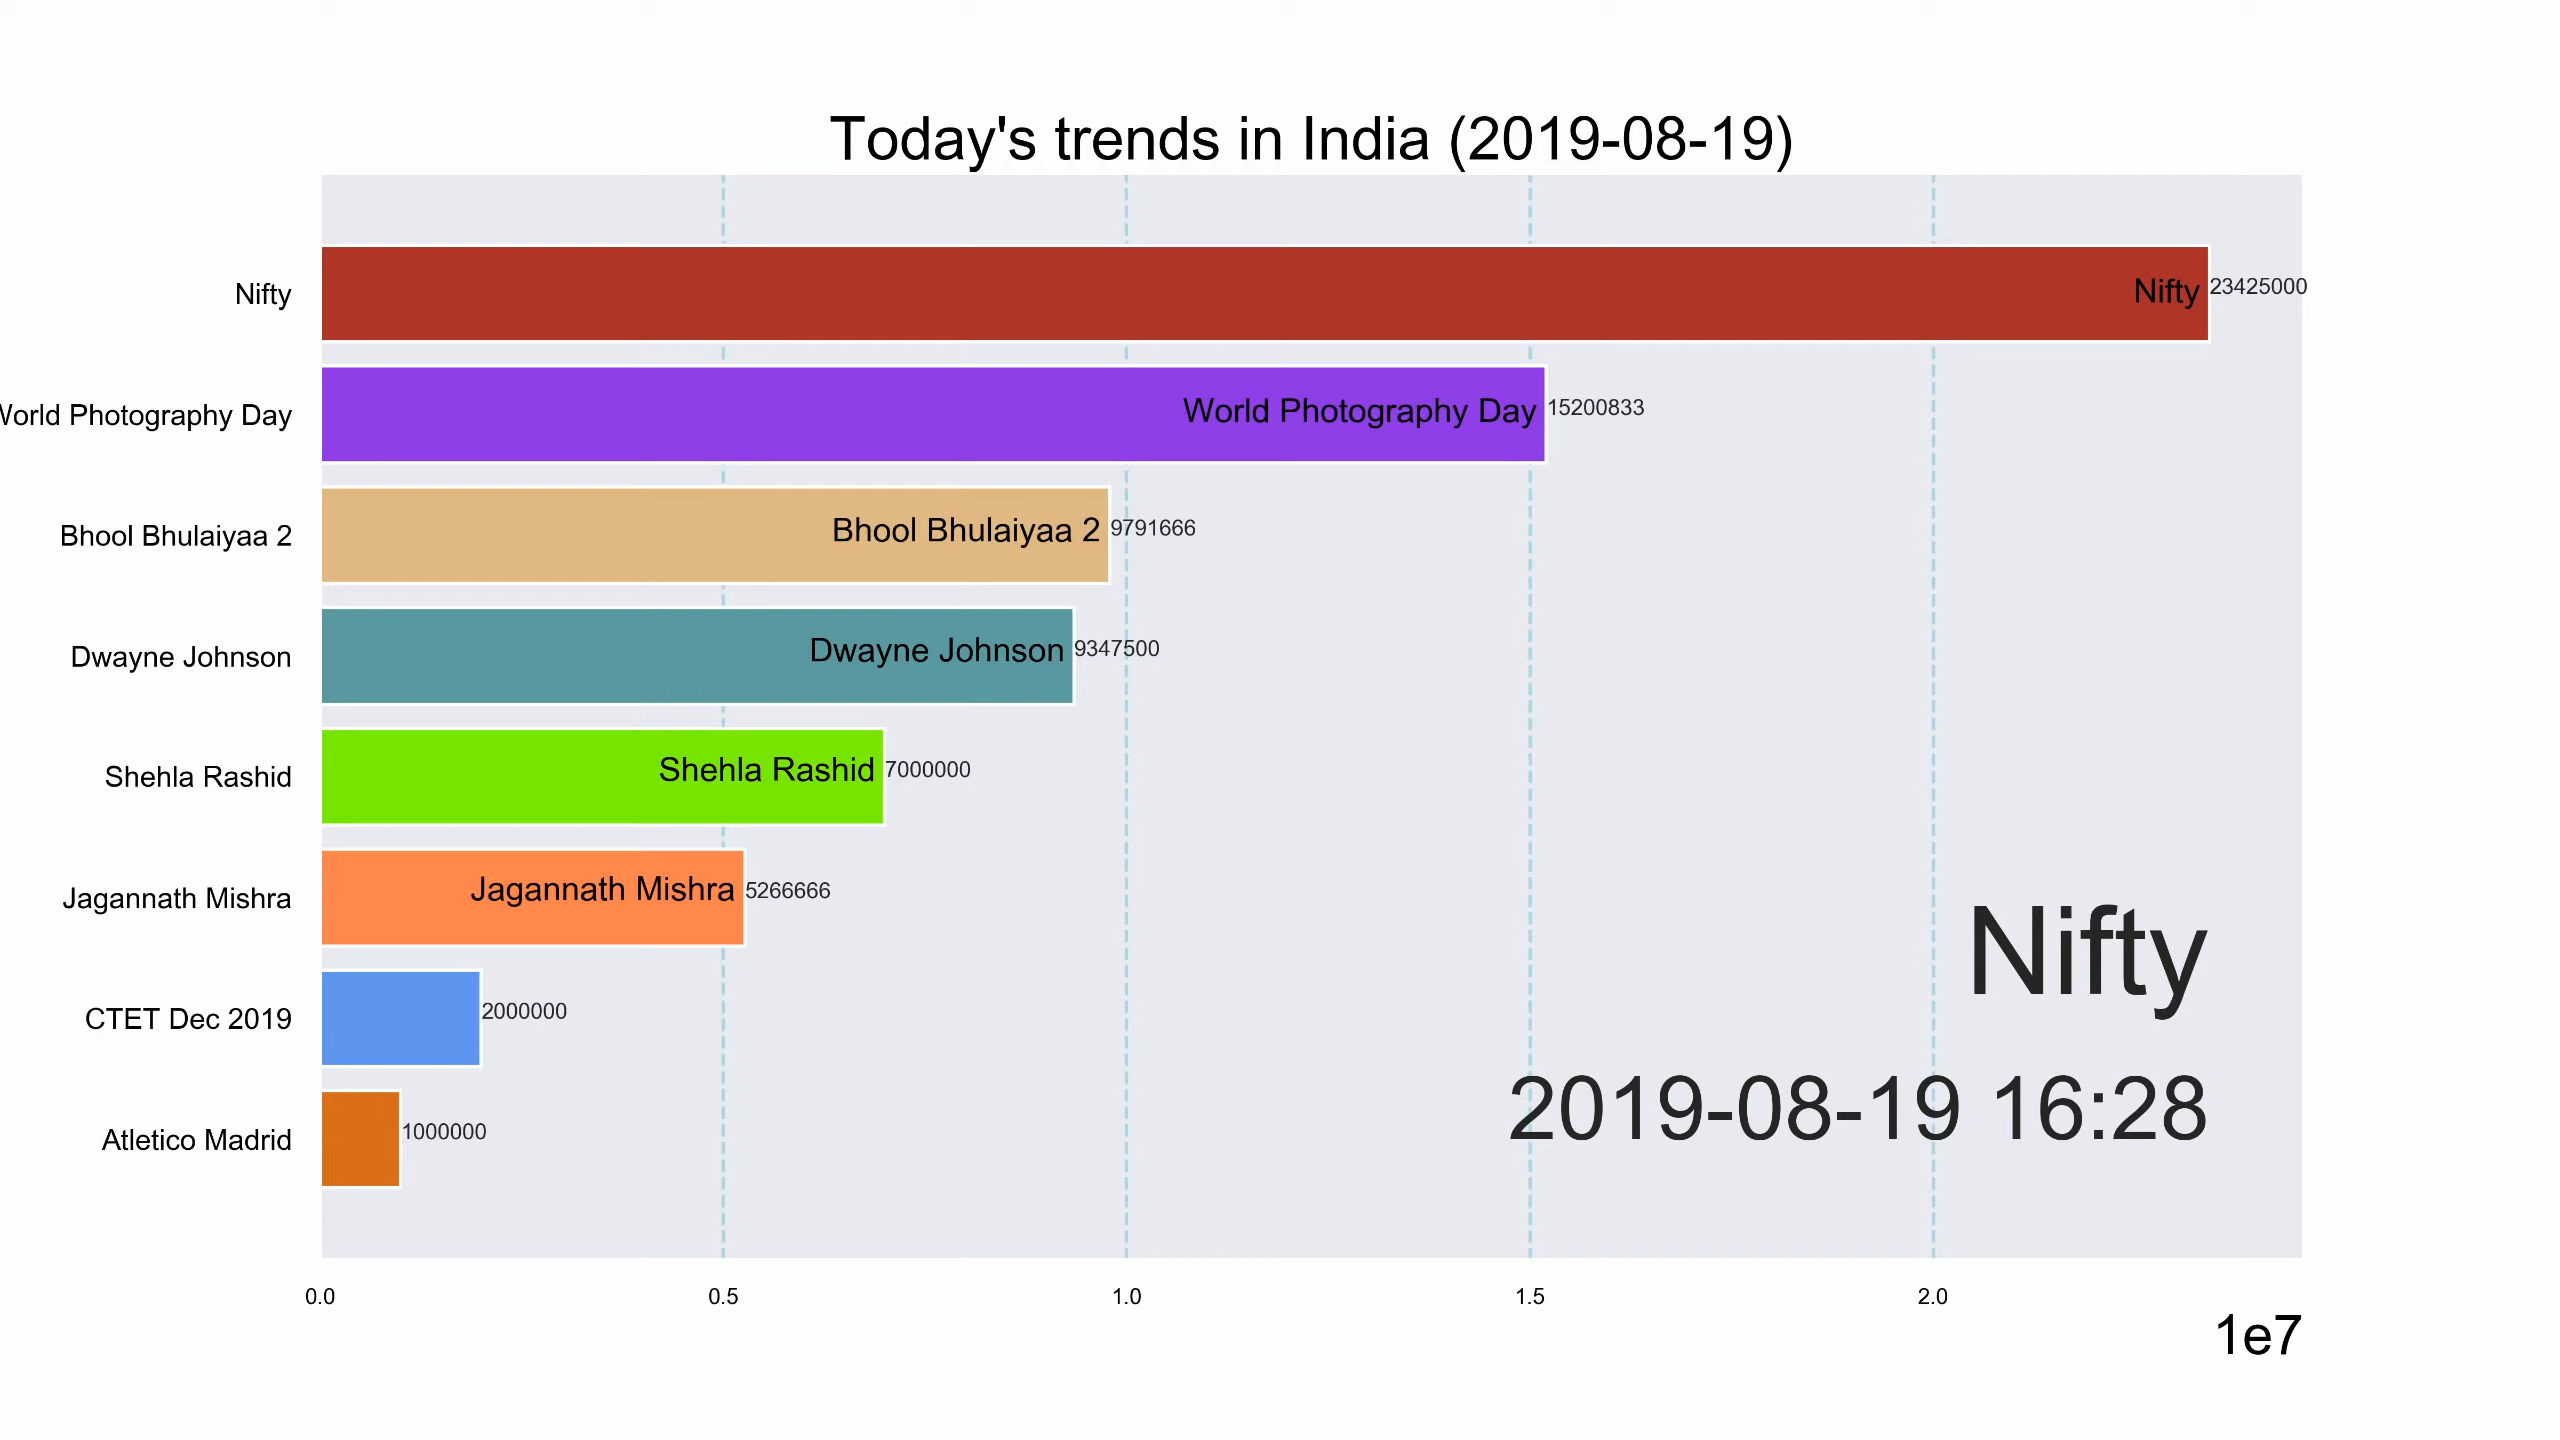 Today's trends in India (2019-08-19)
Nifty Nifty 23425000
World Photography Day World Photography Day 15200833
Bhool Bhulaiyaa 2 Bhool Bhulaiyaa 2 9791666
Dwayne Johnson Dwayne Johnson 9347500
Shehla Rashid Shehla Rashid 7000000
Jagannath Mishra Jagannath Mishra 5266666
Nifty
CTET Dec 2019 2000000
2019-08-19 16:28
Atletico Madrid 1000000
0.0 0.5 1.0 1.5 2.0
1e7